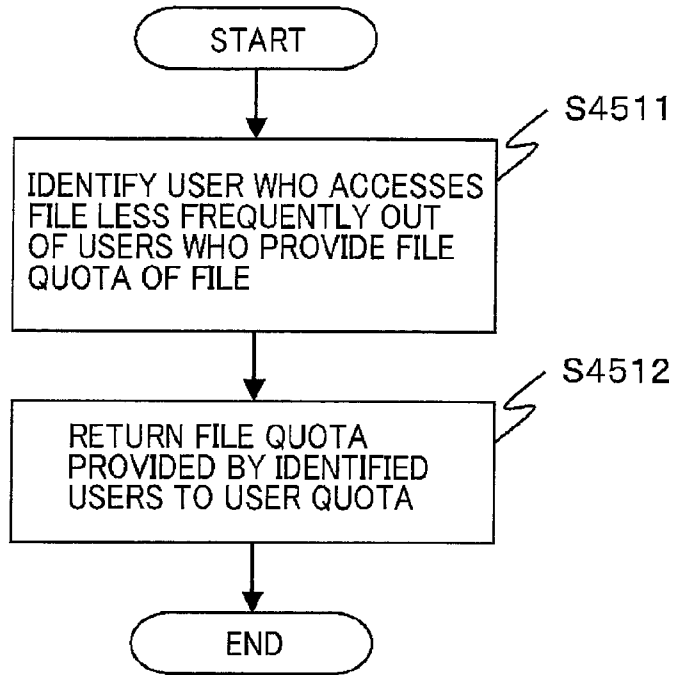 START
S4511
IDENTIFY USER WHO ACCESSES
FILE LESS FREQUENTLY OUT
OF USERS WHO PROVIDE FILE
QUOTA OF FILE
S4512
RETURN FILE QUOTA
PROVIDED BY IDENTIFIED
USERS TO USER QUOTA
END